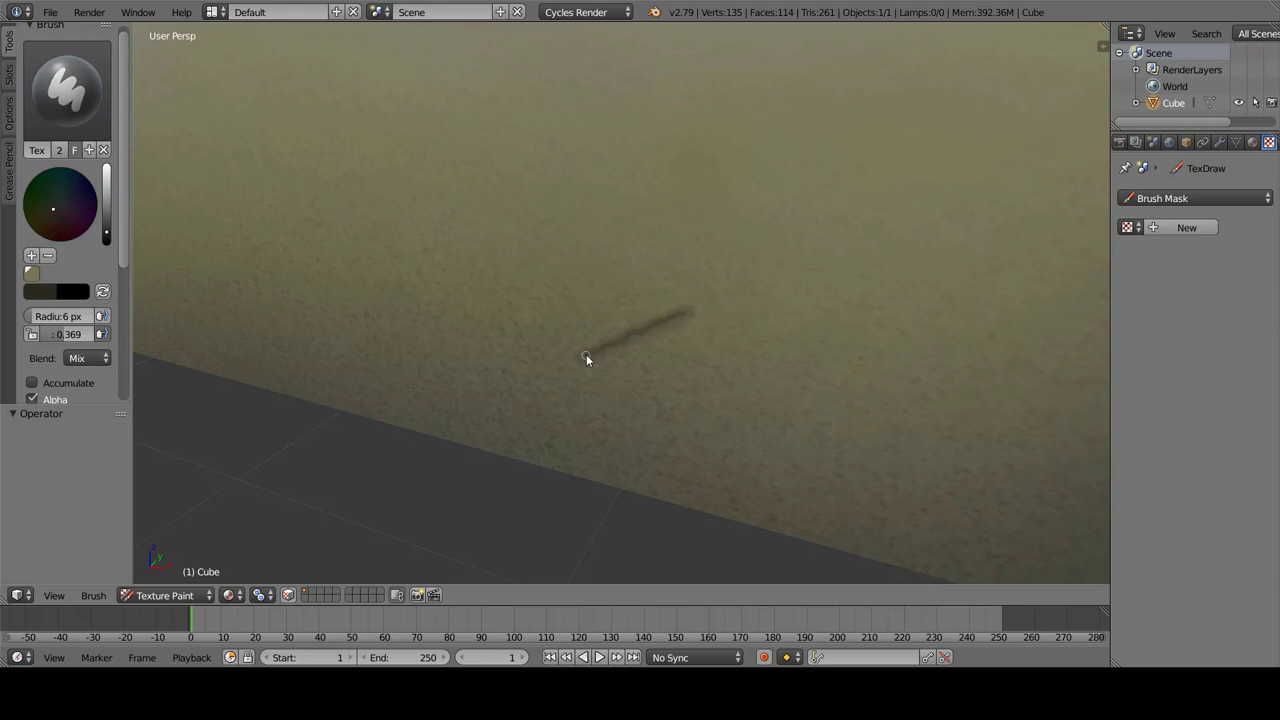 File Render Window Help Default Scene Cycles Render v2.79 | Verts:135 | Faces:114 | Tris:261 | Objects:1/1 | Lamps:0/0 | Mem:392.36M | Cube
Brush
User Persp
View Search All Scenes
Scene
RenderLayers
World
Cube
Tools
Slots
Options
Grease Pencil
Tex 2 F
TexDraw
Brush Mask
New
Radiu:6 px
: 0.369
Blend: Mix
Accumulate
Alpha
Operator
z
y
(1) Cube
View Brush Texture Paint
-50 -40 -30 -20 -10 0 10 20 30 40 50 60 70 80 90 100 110 120 130 140 150 160 170 180 190 200 210 220 230 240 250 260 270 280
View Marker Frame Playback Start: 1 End: 250 1 No Sync